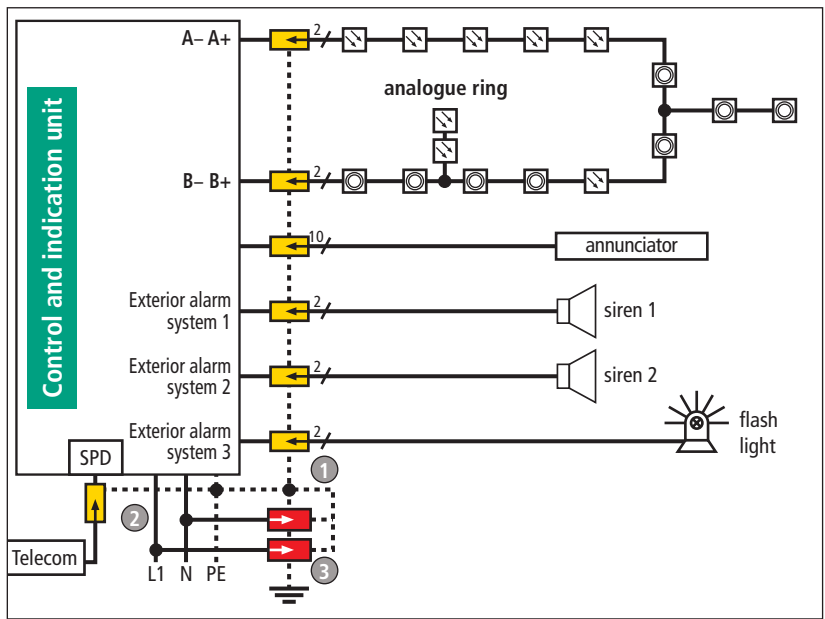 A– A+
2
analogue ring
Control and indication unit
B– B+
2
10
annunciator
Exterior alarm
system 1
2
siren 1
Exterior alarm
system 2
2
siren 2
Exterior alarm
system 3
2
flash
light
SPD
1
2
Telecom
L1 N PE
3